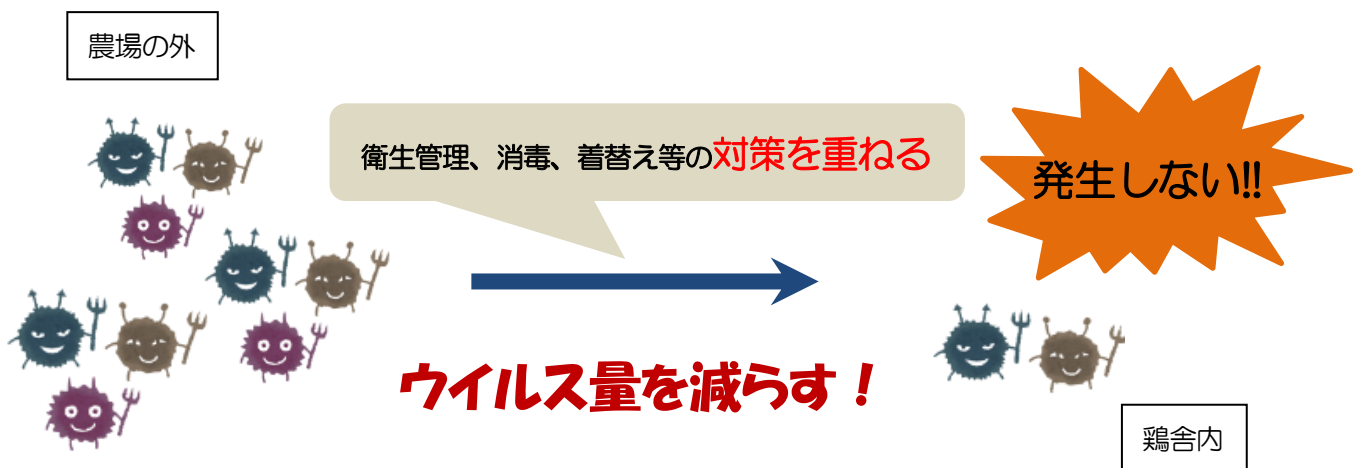 農場の外
衛生管理、消毒、着替え等の対策を重ねる
発生しない!!
ウイルス量を減らす！
鶏舎内